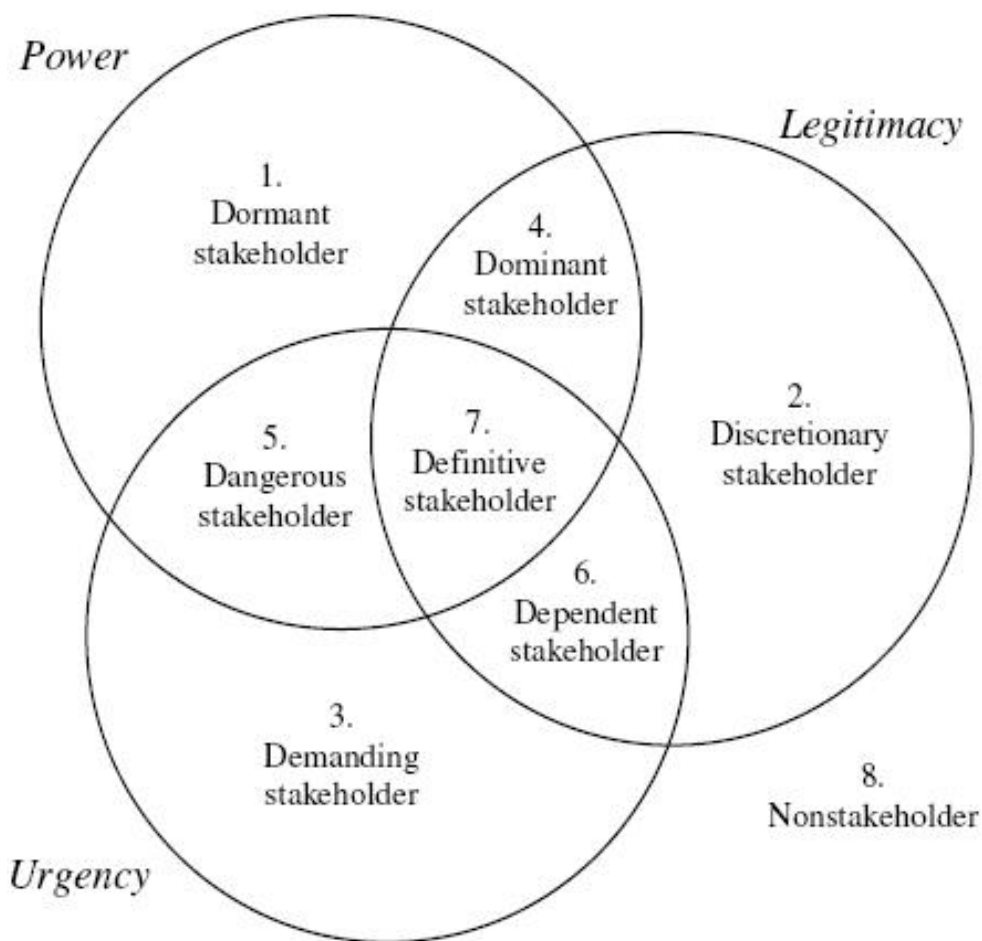 Power
Legitimacy
1.
Dormant
stakeholder
4.
Dominant
stakeholder
5.
Dangerous
stakeholder
7.
Definitive
stakeholder
2.
Discretionary
stakeholder
6.
Dependent
stakeholder
3.
Demanding
stakeholder
8.
Nonstakeholder
Urgency